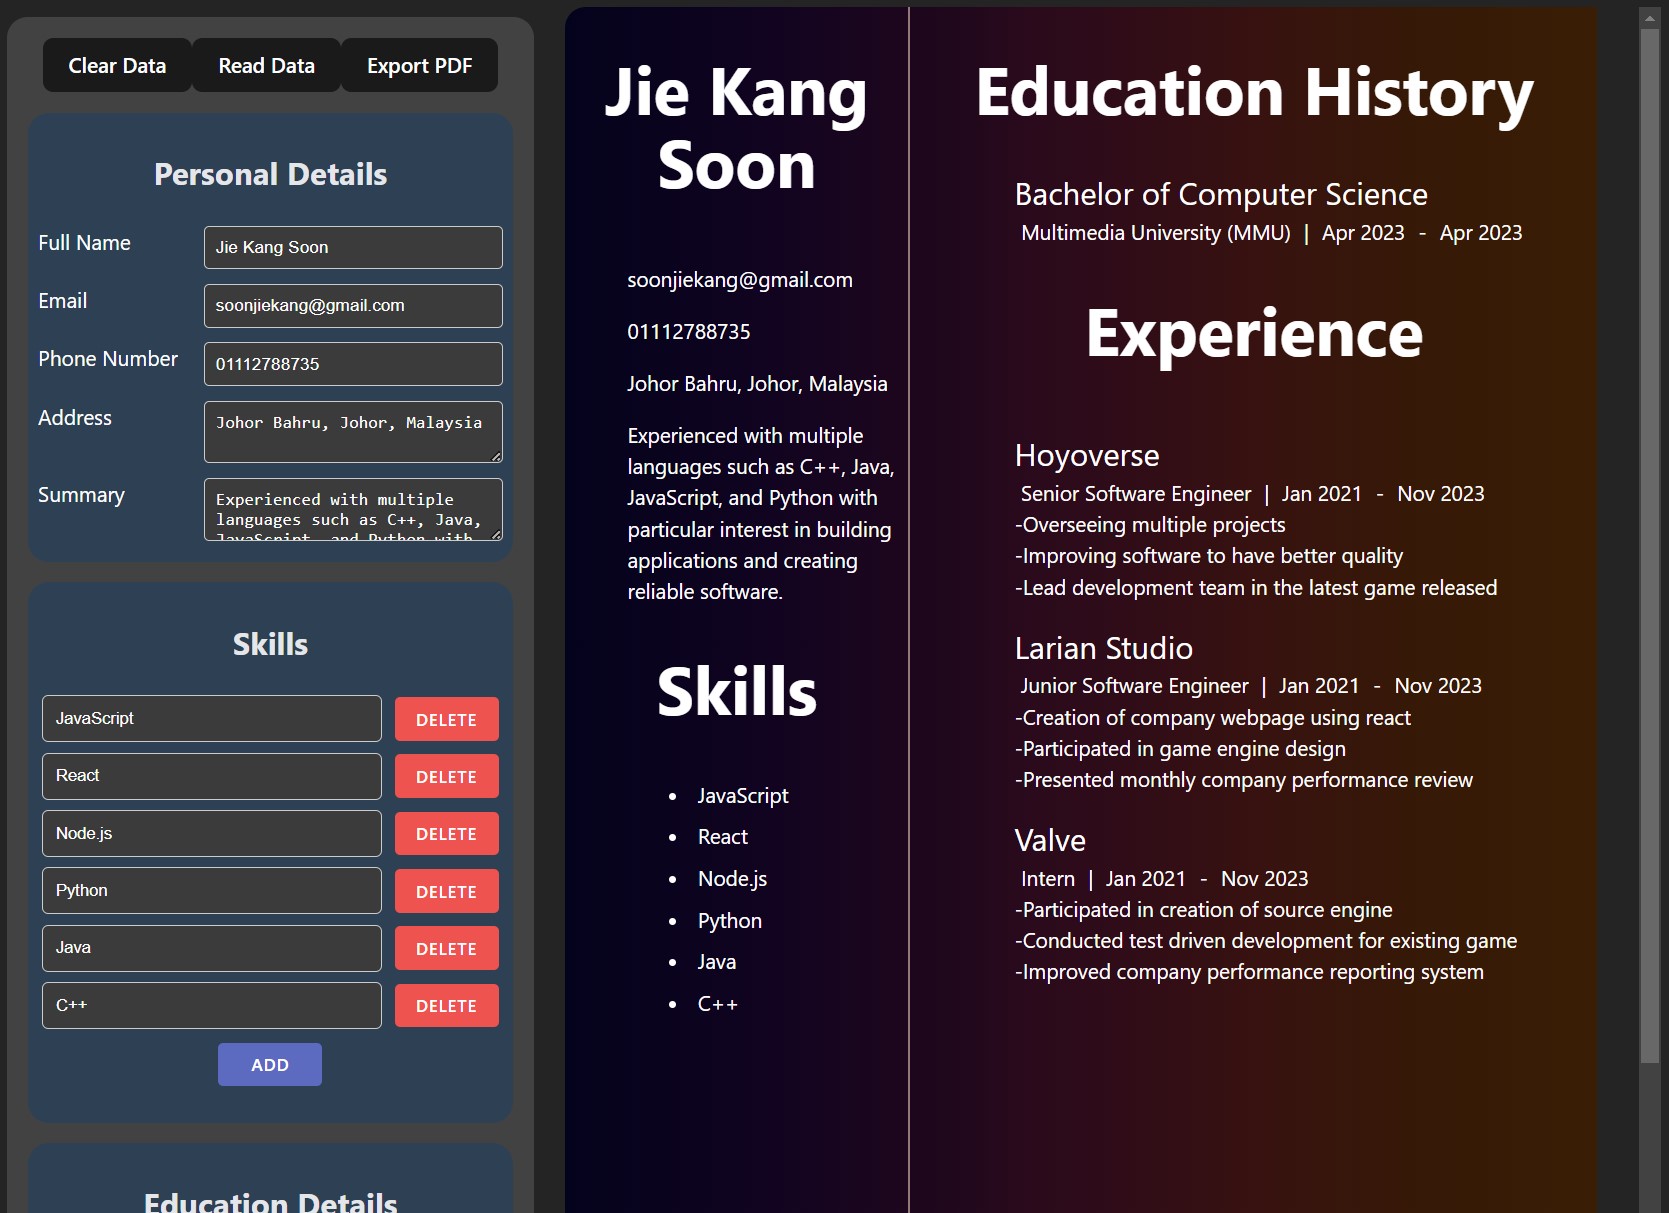 Clear Data
Read Data
Export PDF
Personal Details
Full Name
Jie Kang Soon
Email
soonjiekang@gmail.com
Phone Number
01112788735
Address
Johor Bahru, Johor, Malaysia
Summary
Experienced with multiple
languages such as C++, Java,
JavaScript, and Python with
Skills
JavaScript
DELETE
React
DELETE
Node.js
DELETE
Python
DELETE
Java
DELETE
C++
DELETE
ADD
Education Details
Jie Kang
Soon
soonjiekang@gmail.com
01112788735
Johor Bahru, Johor, Malaysia
Experienced with multiple
languages such as C++, Java,
JavaScript, and Python with
particular interest in building
applications and creating
reliable software.
Skills
• JavaScript
• React
• Node.js
• Python
• Java
• C++
Education History
Bachelor of Computer Science
Multimedia University (MMU) | Apr 2023 - Apr 2023
Experience
Hoyoverse
Senior Software Engineer | Jan 2021 - Nov 2023
-Overseeing multiple projects
-Improving software to have better quality
-Lead development team in the latest game released
Larian Studio
Junior Software Engineer | Jan 2021 - Nov 2023
-Creation of company webpage using react
-Participated in game engine design
-Presented monthly company performance review
Valve
Intern | Jan 2021 - Nov 2023
-Participated in creation of source engine
-Conducted test driven development for existing game
-Improved company performance reporting system